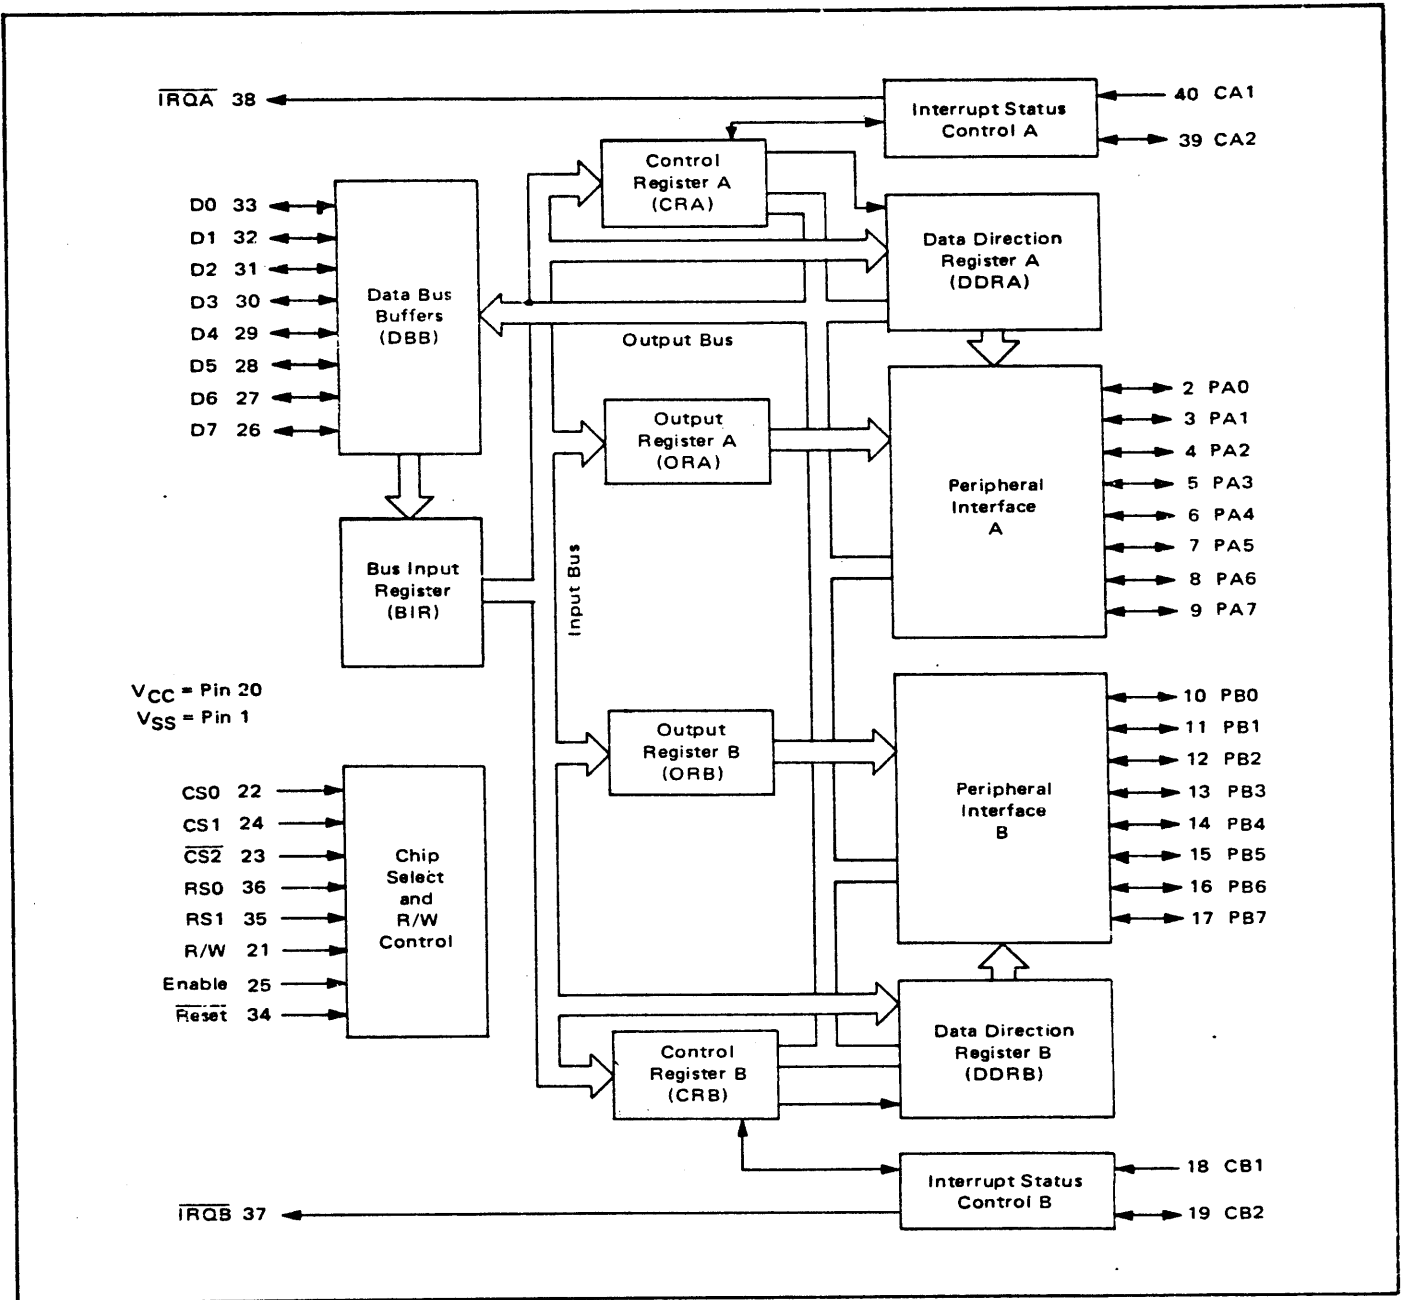 IRQA 38
40 CA1
Interrupt Status
Control A
39 CA2
Control
Register A
(CRA)
D0 33
D1 32
D2 31
D3 30
D4 29
D5 28
D6 27
D7 26
Data Bus
Buffers
(DBB)
Data Direction
Register A
(DDRA)
Output Bus
Output
Register A
(ORA)
Peripheral
Interface
A
2 PA0
3 PA1
4 PA2
5 PA3
6 PA4
7 PA5
8 PA6
9 PA7
Bus Input
Register
(BIR)
Input Bus
VCC = Pin 20
VSS = Pin 1
Output
Register B
(ORB)
Peripheral
Interface
B
10 PB0
11 PB1
12 PB2
13 PB3
14 PB4
15 PB5
16 PB6
17 PB7
CS0 22
CS1 24
CS2 23
RS0 36
RS1 35
R/W 21
Enable 25
Reset 34
Chip
Select
and
R/W
Control
Control
Register B
(CRB)
Data Direction
Register B
(DDRB)
Interrupt Status
Control B
18 CB1
19 CB2
IRQB 37